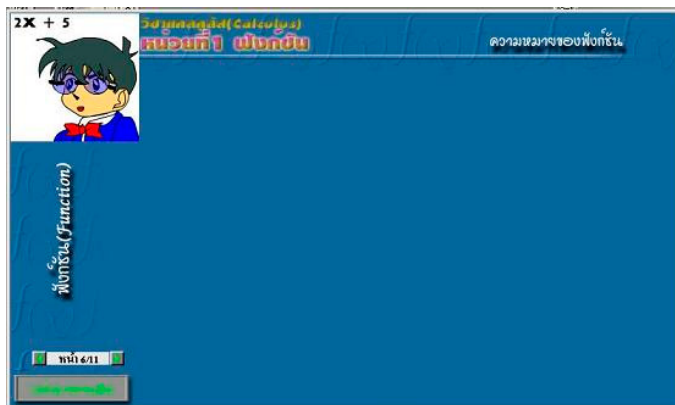 2X + 5
วิชาแคลคูลัส(Calculus)
หน่วยที่1 ฟังก์ชัน
ความหมายของฟังก์ชัน
ฟังก์ชัน(Function)
หน้า 6/11